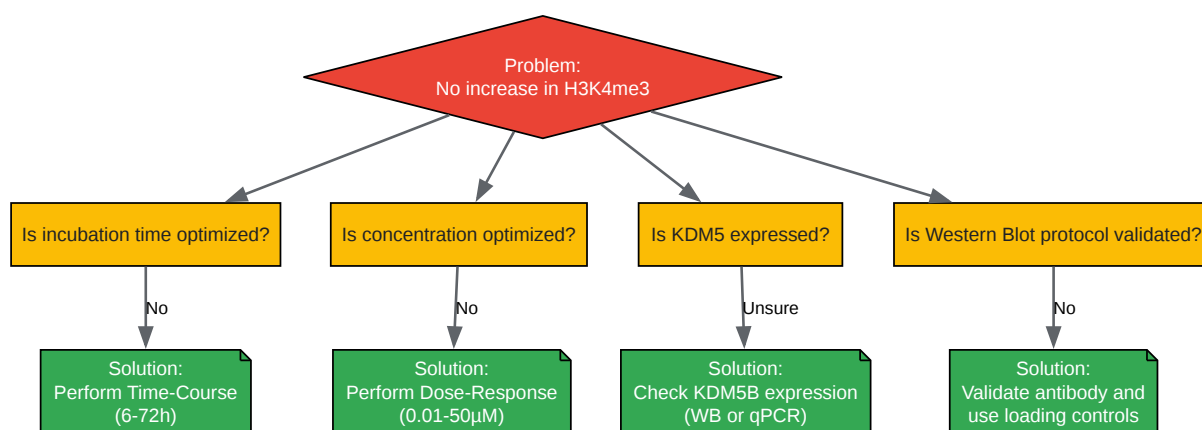 Problem:
No increase in H3K4me3
Is incubation time optimized?
Is concentration optimized?
Is KDM5 expressed?
Is Western Blot protocol validated?
No
No
Unsure
No
Solution:
Perform Time-Course
(6-72h)
Solution:
Perform Dose-Response
(0.01-50μM)
Solution:
Check KDM5B expression
(WB or qPCR)
Solution:
Validate antibody and
use loading controls